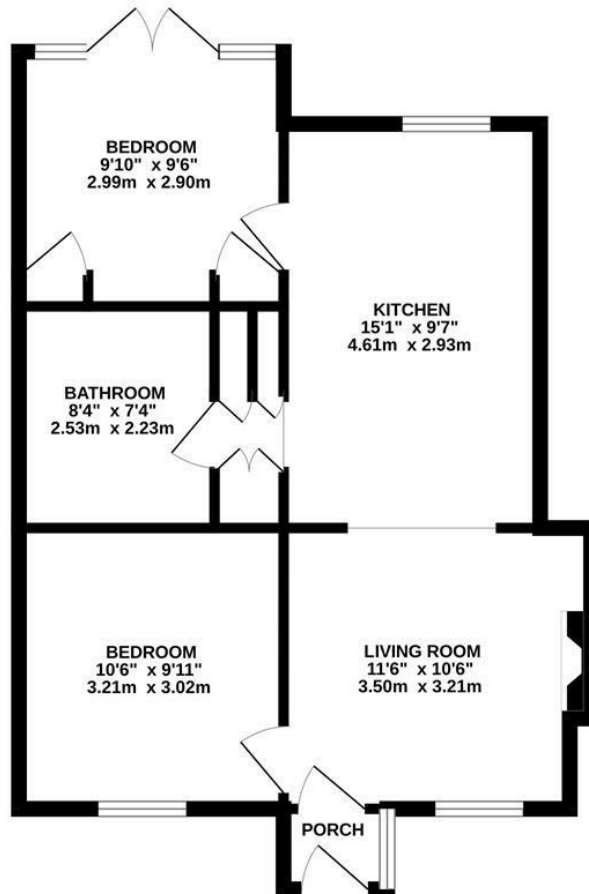 BEDROOM
9'10" x 9'6"
2.99m x 2.90m
KITCHEN
15'1" x 9'7"
4.61m x 2.93m
BATHROOM
8'4" x 7'4"
2.53m x 2.23m
BEDROOM
10'6" x 9'11"
3.21m x 3.02m
LIVING ROOM
11'6" x 10'6"
3.50m x 3.21m
PORCH